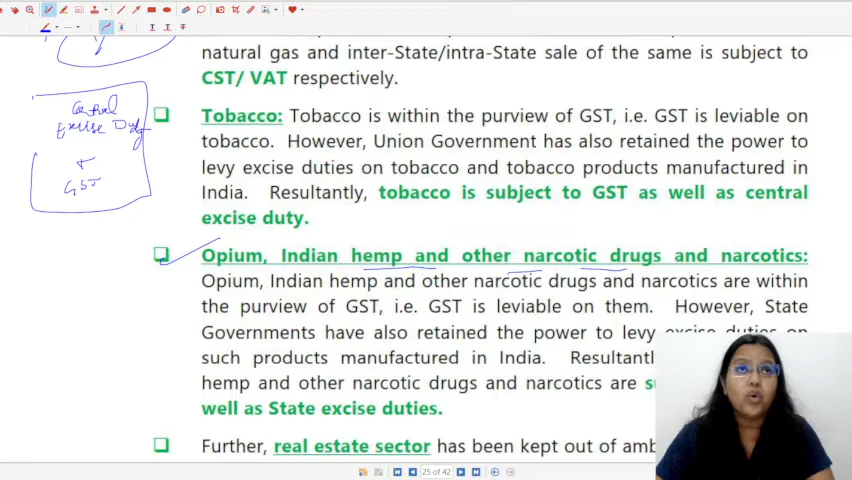 natural gas and inter-State/intra-State sale of the same is subject to
CST/ VAT respectively.
Central
Excise Duty
+
GST
Tobacco: Tobacco is within the purview of GST, i.e. GST is leviable on
tobacco. However, Union Government has also retained the power to
levy excise duties on tobacco and tobacco products manufactured in
India. Resultantly, tobacco is subject to GST as well as central
excise duty.
Opium, Indian hemp and other narcotic drugs and narcotics:
Opium, Indian hemp and other narcotic drugs and narcotics are within
the purview of GST, i.e. GST is leviable on them. However, State
Governments have also retained the power to levy excise duties on
such products manufactured in India.
hemp and other narcotic drugs and narcotics are
well as State excise duties.
Further, real estate sector has been kept out of
25 of 42